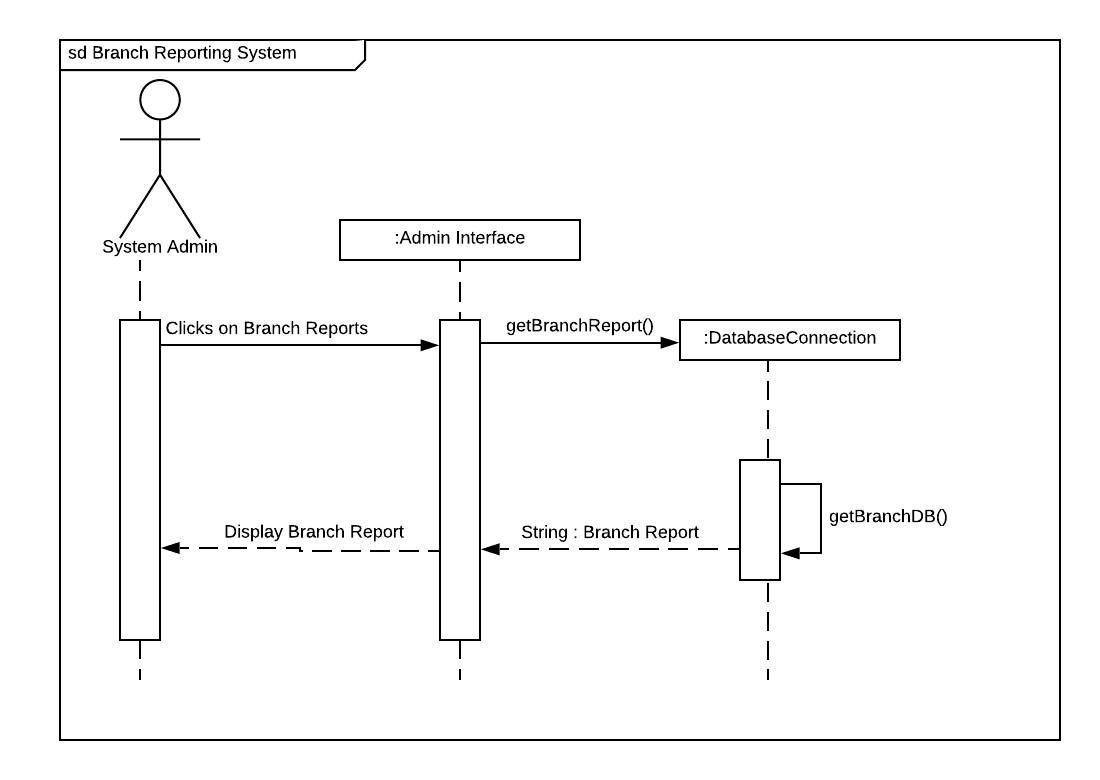 sd Branch Reporting System
System Admin
:Admin Interface
Clicks on Branch Reports
getBranchReport()
:DatabaseConnection
getBranchDB()
Display Branch Report
String : Branch Report